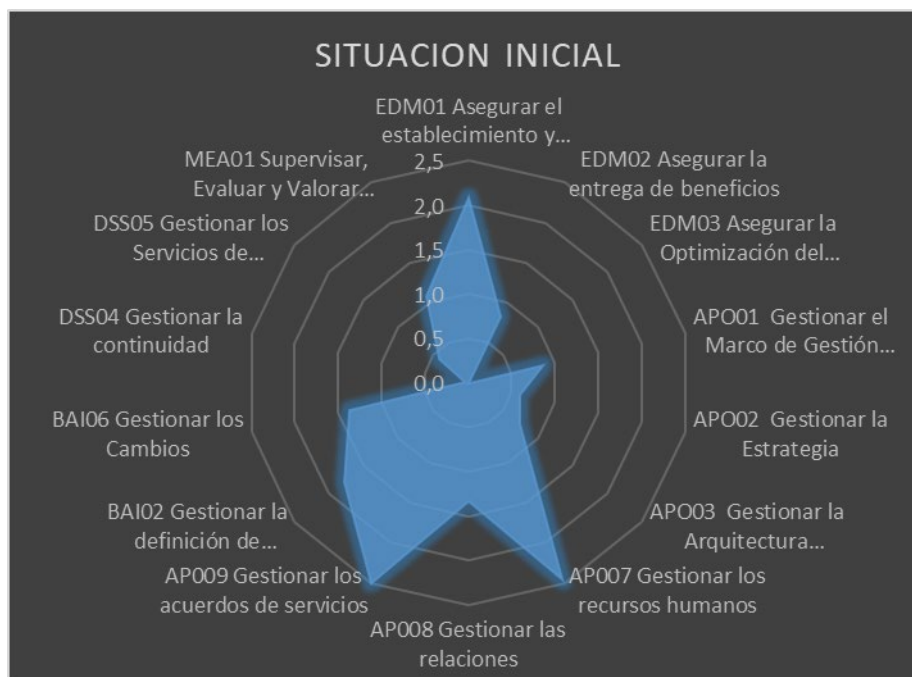 SITUACION INICIAL
EDM01 Asegurar el
establecimiento y...
EDM02 Asegurar la
entrega de beneficios
EDM03 Asegurar la
Optimización del...
APO01  Gestionar el
Marco de Gestión...
APO02  Gestionar la
Estrategia
APO03  Gestionar la
Arquitectura...
AP007 Gestionar los
recursos humanos
AP008 Gestionar las
relaciones
AP009 Gestionar los
acuerdos de servicios
BAI02 Gestionar la
definición de...
BAI06 Gestionar los
Cambios
DSS04 Gestionar la
continuidad
DSS05 Gestionar los
Servicios de...
MEA01 Supervisar,
Evaluar y Valorar...
2,5
2,0
1,5
1,0
0,5
0,0